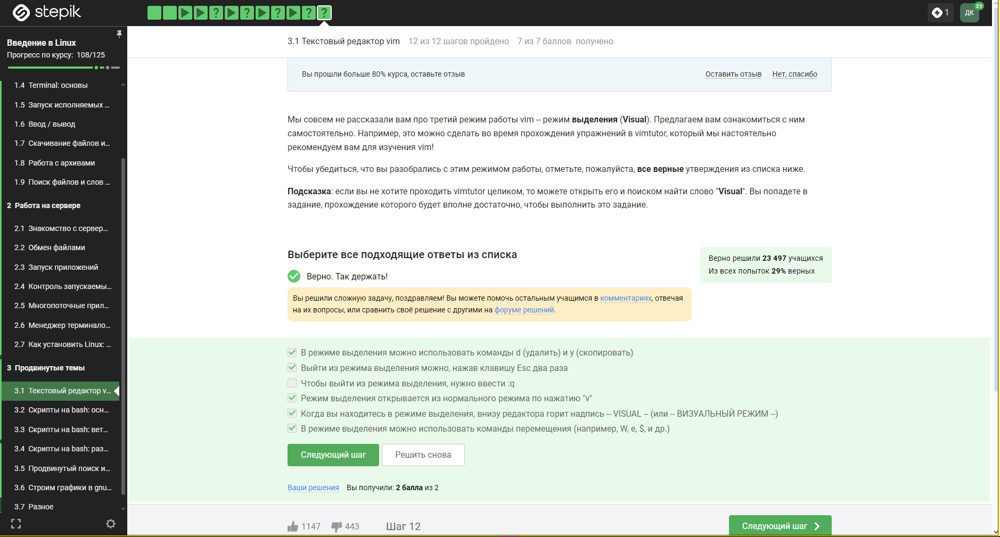 stepik
? ? ? ? ? ?
1
ДК
21
Введение в Linux
Прогресс по курсу: 108/125
1.4 Terminal: основы
1.5 Запуск исполняемых ...
1.6 Ввод / вывод
1.7 Скачивание файлов и...
1.8 Работа с архивами
1.9 Поиск файлов и слов ...
2 Работа на сервере
2.1 Знакомство с сервер...
2.2 Обмен файлами
2.3 Запуск приложений
2.4 Контроль запускаемы...
2.5 Многопоточные прил...
2.6 Менеджер терминало...
2.7 Как установить Linux: ...
3 Продвинутые темы
3.1 Текстовый редактор v...
3.2 Скрипты на bash: осн...
3.3 Скрипты на bash: вет...
3.4 Скрипты на bash: раз...
3.5 Продвинутый поиск и...
3.6 Строим графики в gnu...
3.7 Разное
3.1 Текстовый редактор vim 12 из 12 шагов пройдено 7 из 7 баллов получено
Вы прошли больше 80% курса, оставьте отзыв Оставить отзыв Нет, спасибо
Мы совсем не рассказали вам про третий режим работы vim -- режим выделения (Visual). Предлагаем вам ознакомиться с ним
самостоятельно. Например, это можно сделать во время прохождения упражнений в vimtutor, который мы настоятельно
рекомендуем вам для изучения vim!
Чтобы убедиться, что вы разобрались с этим режимом работы, отметьте, пожалуйста, все верные утверждения из списка ниже.
Подсказка: если вы не хотите проходить vimtutor целиком, то можете открыть его и поиском найти слово "Visual". Вы попадете в
задание, прохождение которого будет вполне достаточно, чтобы выполнить это задание.
Выберите все подходящие ответы из списка
Верно решили 23 497 учащихся
Из всех попыток 29% верных
Верно. Так держать!
Вы решили сложную задачу, поздравляем! Вы можете помочь остальным учащимся в комментариях, отвечая
на их вопросы, или сравнить своё решение с другими на форуме решений.
В режиме выделения можно использовать команды d (удалить) и y (скопировать)
Выйти из режима выделения можно, нажав клавишу Esc два раза
Чтобы выйти из режима выделения, нужно ввести :q
Режим выделения открывается из нормального режима по нажатию "v"
Когда вы находитесь в режиме выделения, внизу редактора горит надпись -- VISUAL -- (или -- ВИЗУАЛЬНЫЙ РЕЖИМ --)
В режиме выделения можно использовать команды перемещения (например, W, e, $, и др.)
Следующий шаг Решить снова
Ваши решения Вы получили: 2 балла из 2
1147 443 Шаг 12 Следующий шаг